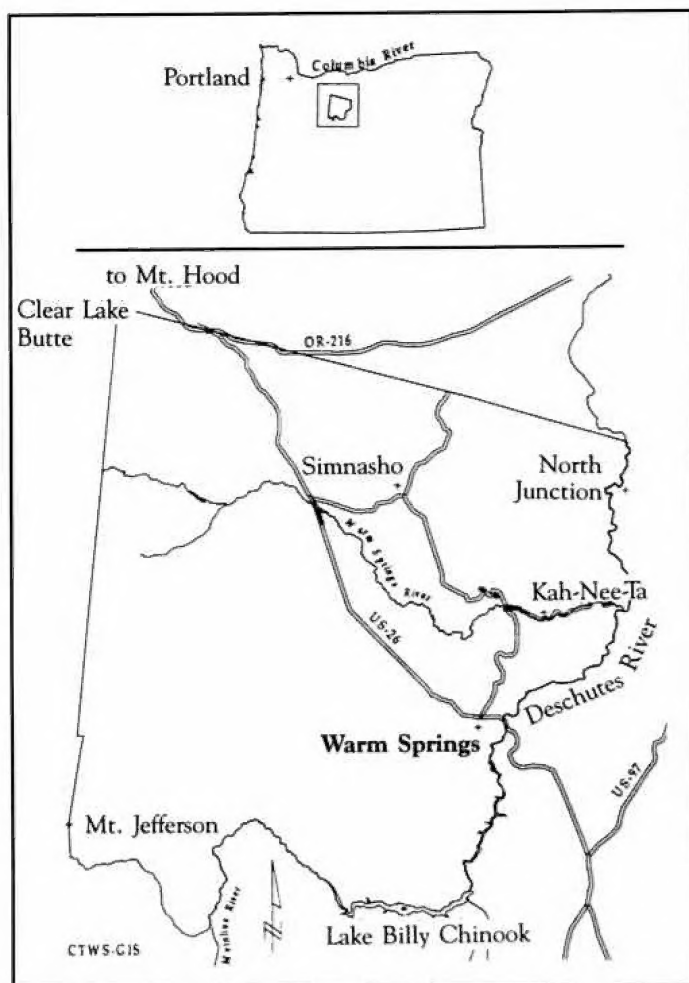 Columbia River
Portland
to Mt. Hood
Clear Lake
Butte
OR-216
Simnasho
North
Junction
Warm Springs River
Kah-Nee-Ta
US-26
Deschutes River
Warm Springs
US-97
Mt. Jefferson
River
Lake Billy Chinook
CTWS-GIS